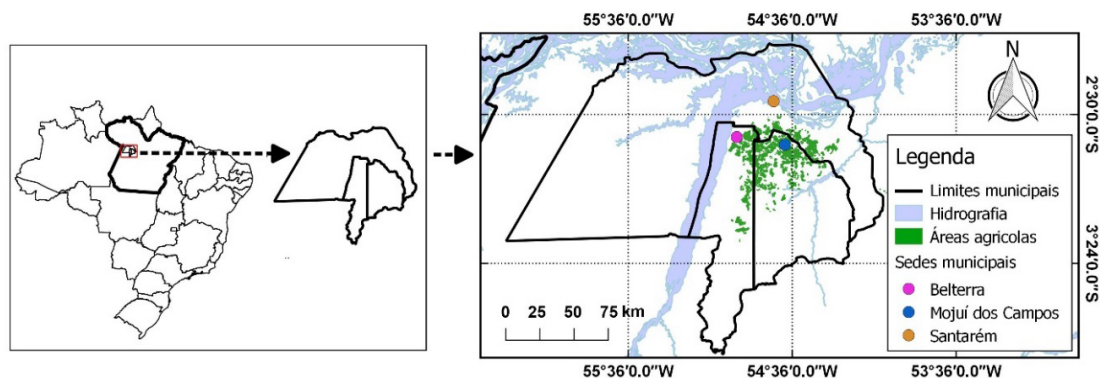 55°36'0.0"W 54°36'0.0"W 53°36'0.0"W
N
2°30'0.0"S
3°24'0.0"S
Legenda
Limites municipais
Hidrografia
Áreas agricolas
Sedes municipais
Belterra
Mojuí dos Campos
Santarém
0 25 50 75 km
55°36'0.0"W 54°36'0.0"W 53°36'0.0"W